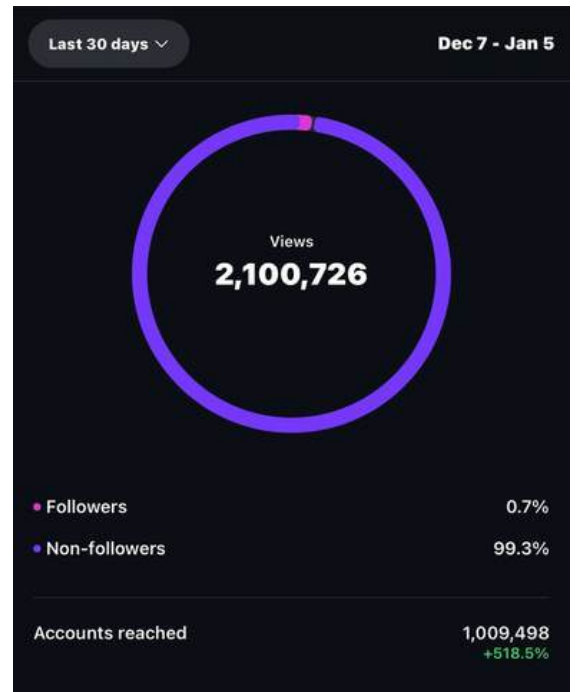 Last 30 days
Dec 7 - Jan 5
Views
2,100,726
Followers 0.7%
Non-followers 99.3%
Accounts reached 1,009,498
+518.5%